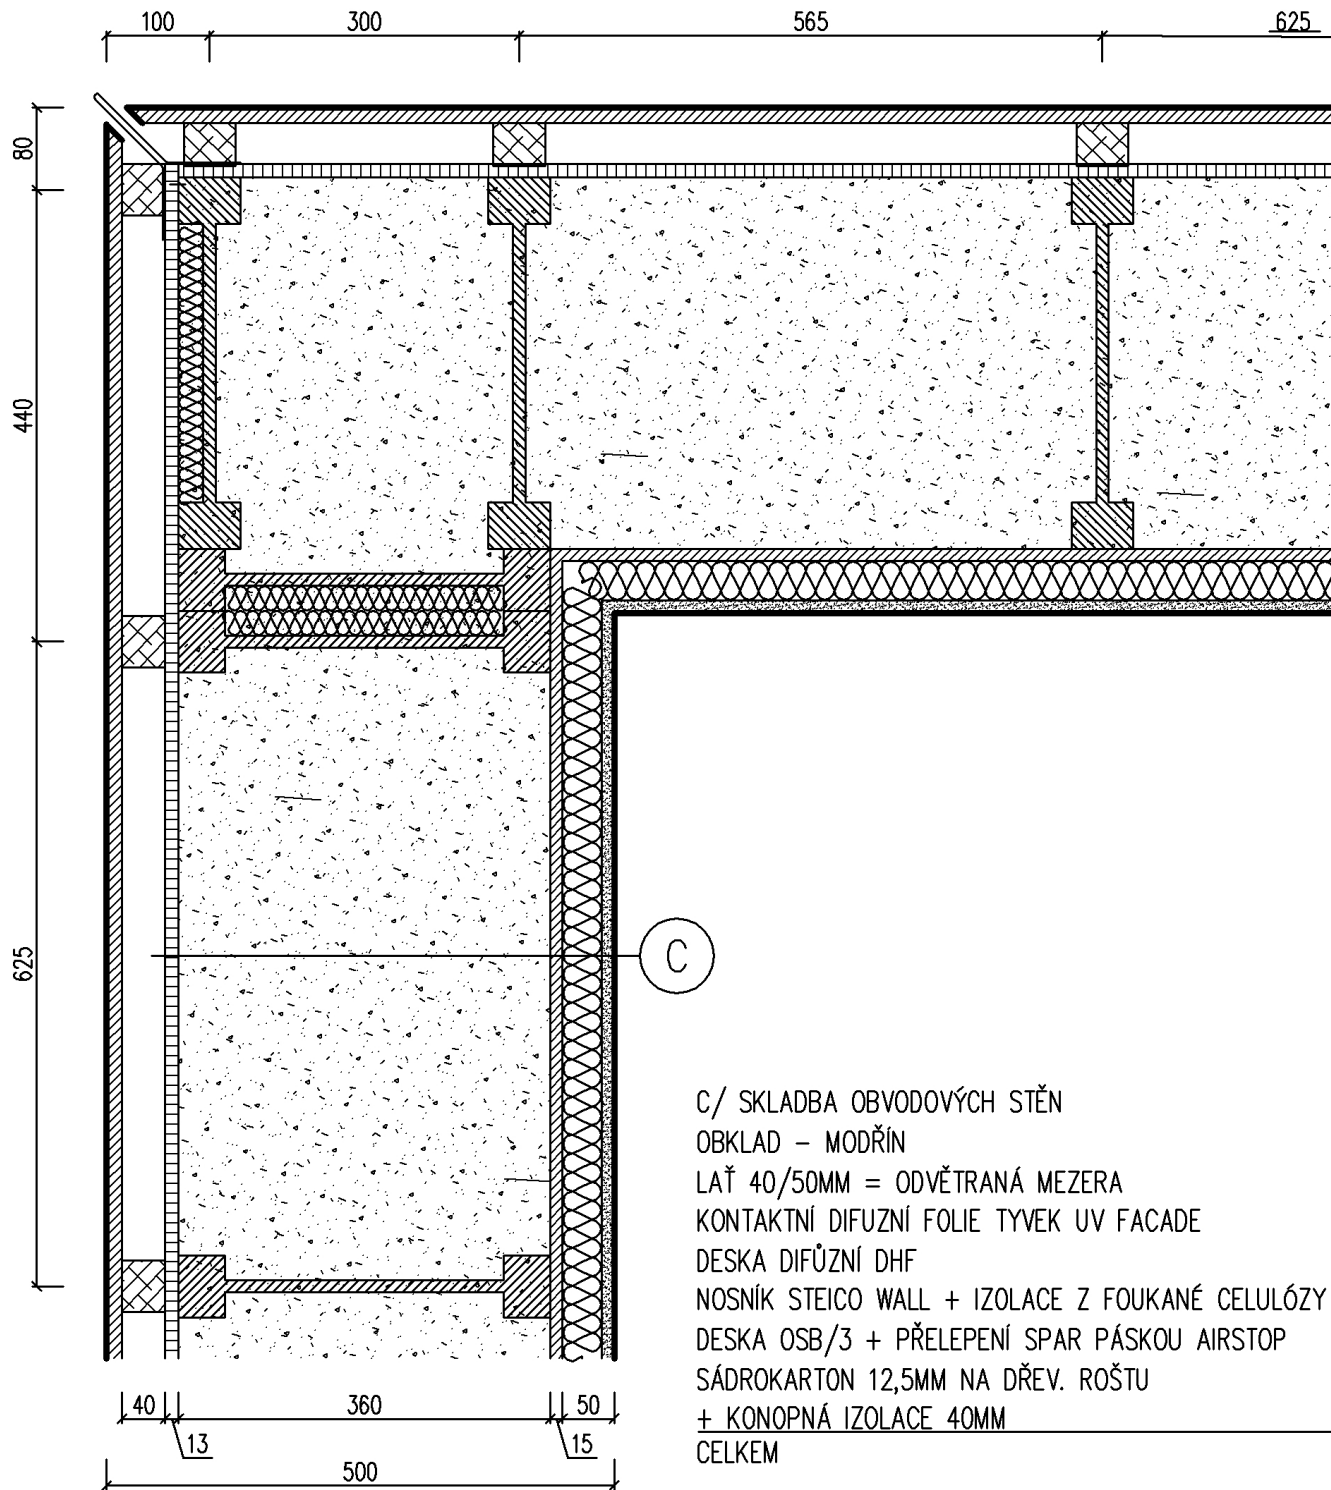 100 300 565 625
80
440
625
C
C/ SKLADBA OBVODOVÝCH STĚN
OBKLAD – MODŘÍN
LAŤ 40/50MM = ODVĚTRANÁ MEZERA
KONTAKTNÍ DIFUZNÍ FOLIE TYVEK UV FACADE
DESKA DIFŮZNÍ DHF
NOSNÍK STEICO WALL + IZOLACE Z FOUKANÉ CELULÓZY
DESKA OSB/3 + PŘELEPENÍ SPAR PÁSKOU AIRSTOP
SÁDROKARTON 12,5MM NA DŘEV. ROŠTU
+ KONOPNÁ IZOLACE 40MM
CELKEM
40 360 50
13 15
500